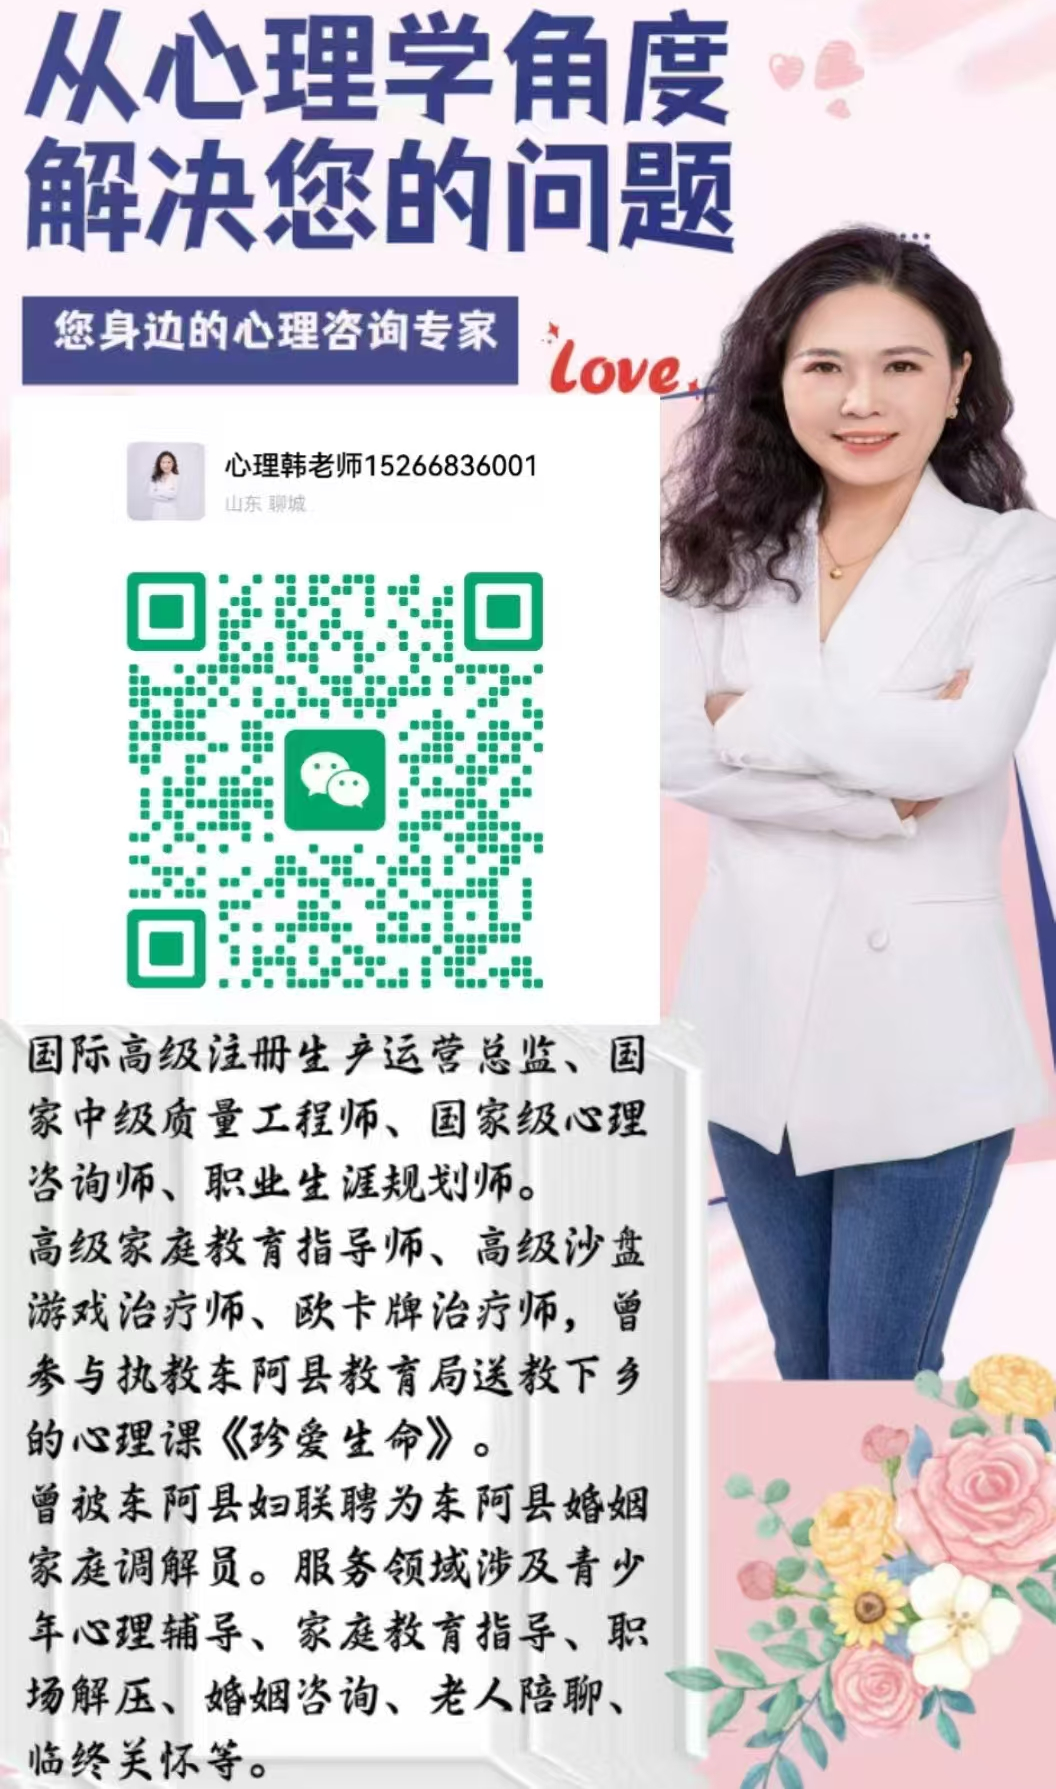 从心理学角度
解决您的问题
您身边的心理咨询专家
Love
心理韩老师15266836001
山东 聊城
国际高级注册生产运营总监、国
家中级质量工程师、国家级心理
咨询师、职业生涯规划师。
高级家庭教育指导师、高级沙盘
游戏治疗师、欧卡牌治疗师，曾
参与执教东阿县教育局送教下乡
的心理课《珍爱生命》。
曾被东阿县妇联聘为东阿县婚姻
家庭调解员。服务领域涉及青少
年心理辅导、家庭教育指导、职
场解压、婚姻咨询、老人陪聊、
临终关怀等。